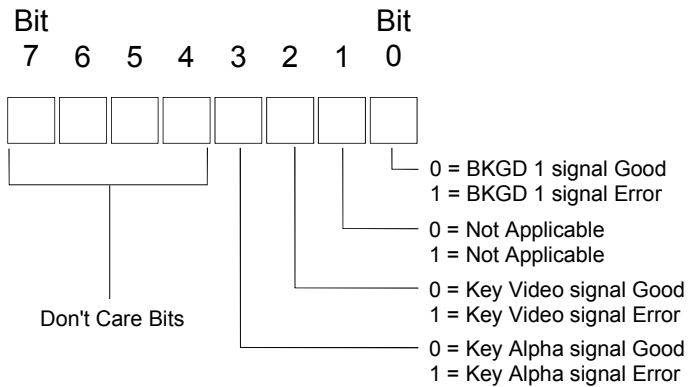 Bit Bit
7 6 5 4 3 2 1 0
0 = BKGD 1 signal Good
1 = BKGD 1 signal Error
0 = Not Applicable
1 = Not Applicable
0 = Key Video signal Good
1 = Key Video signal Error
Don't Care Bits
0 = Key Alpha signal Good
1 = Key Alpha signal Error